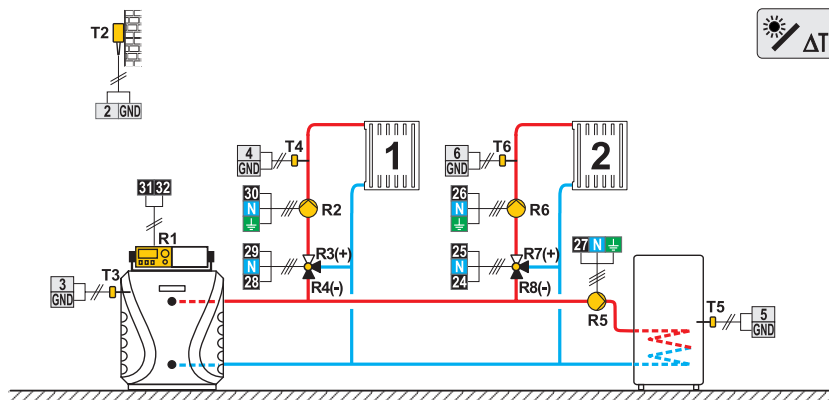 T2
ΔT
2 GND
4
GND
T4
1
6
GND
T6
2
31 32
30
N
R2
26
N
R6
R1
29
N
28
R3(+)
R4(-)
25
N
24
R7(+)
R8(-)
27 N
R5
3
GND
T3
T5
5
GND